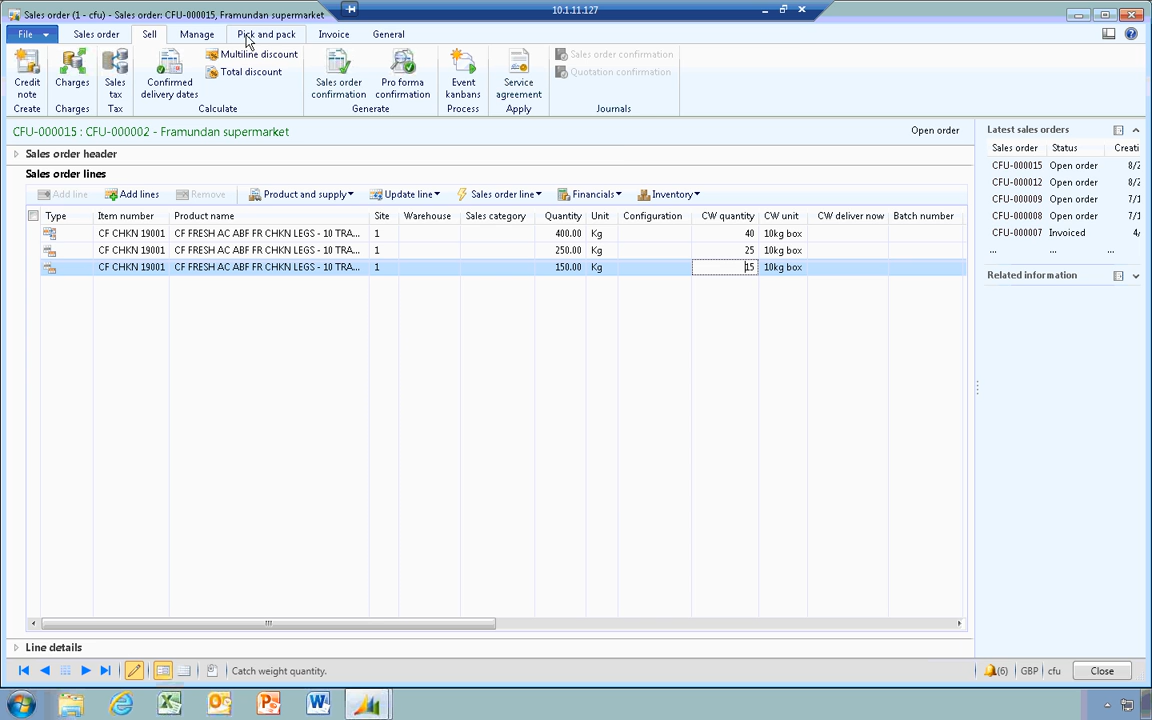 Sales order (1 - cfu) - Sales order: CFU-000015, Framundan supermarket
10.1.11.127
File Sales order Sell Manage Pick and pack Invoice General
Credit note
Charges
Sales tax
Confirmed delivery dates
Multiline discount
Total discount
Sales order confirmation
Pro forma confirmation
Event kanbans
Service agreement
Sales order confirmation
Quotation confirmation
Create Charges Tax Calculate Generate Process Apply Journals
CFU-000015 : CFU-000002 - Framundan supermarket
Open order
Sales order header
Sales order lines
Add line Add lines Remove Product and supply Update line Sales order line Financials Inventory
Type Item number Product name Site Warehouse Sales category Quantity Unit Configuration CW quantity CW unit CW deliver now Batch number
CF CHKN 19001 CF FRESH AC ABF FR CHKN LEGS - 10 TRA... 1 400.00 Kg 40 10kg box
CF CHKN 19001 CF FRESH AC ABF FR CHKN LEGS - 10 TRA... 1 250.00 Kg 25 10kg box
CF CHKN 19001 CF FRESH AC ABF FR CHKN LEGS - 10 TRA... 1 150.00 Kg 15 10kg box
Latest sales orders
Sales order Status Creati
CFU-000015 Open order 8/2
CFU-000012 Open order 8/2
CFU-000009 Open order 7/1
CFU-000008 Open order 7/1
CFU-000007 Invoiced 4/
... ... ...
Related information
Line details
Catch weight quantity.
(6) GBP cfu Close